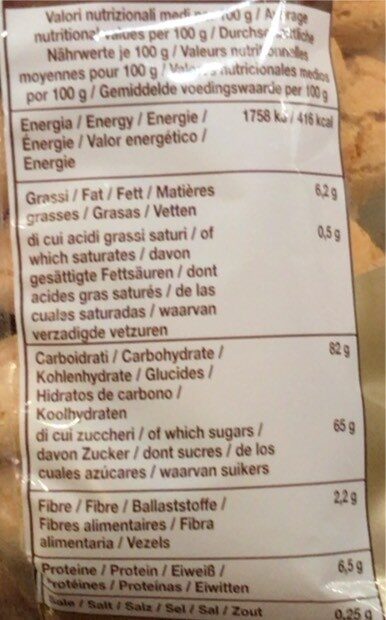 Valori nutrizionali 100 g / Average
nutritional values per 100 g / Durchschnittliche
Nährwerte je 100 g / Valeurs nutritionnelles
moyennes pour 100 g / nutricionales medios
por 100 g / Gemiddelde voedingswaarde per 100 g
Energia / Energy / Energie / 1758 kJ / 416 kcal
Énergie / Valor energético /
Energie
Grassi / Fat / Fett / Matières 6,2 g
grasses / Grasas / Vetten
di cui acidi grassi saturi / of 0,5 g
which saturates / davon
gesättigte Fettsäuren / dont
acides gras saturés / de las
cuales saturadas / waarvan
verzadigde vetzuren
Carboidrati / Carbohydrate / 82 g
Kohlenhydrate / Glucides /
Hidratos de carbono /
Koolhydraten
di cui zuccheri / of which sugars / 65 g
davon Zucker / dont sucres / de los
cuales azúcares / waarvan suikers
Fibre / Fibre / Ballaststoffe / 2,2 g
Fibres alimentaires / Fibra
alimentaria / Vezels
Proteine / Protein / Eiweiß / 6,5 g
Protéines / Proteinas / Eiwitten
Sale / Salt / Salz / Sel / Sal / Zout 0,25 g